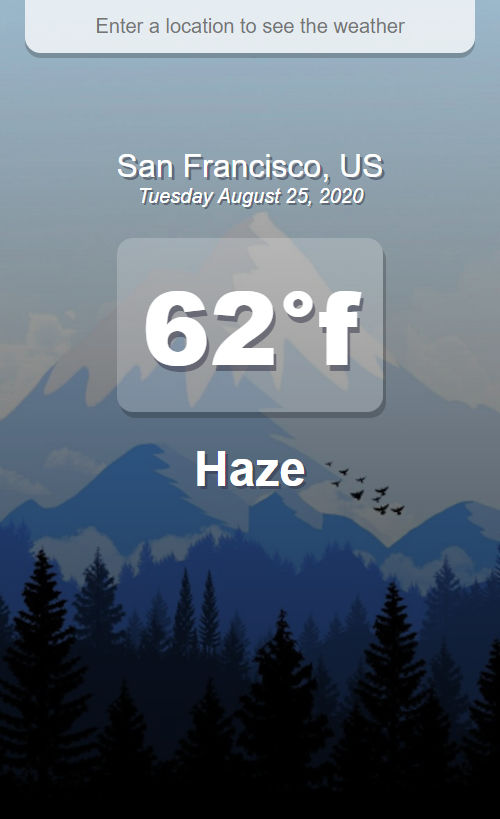 Enter a location to see the weather
San Francisco, US
Tuesday August 25, 2020
62°f
Haze